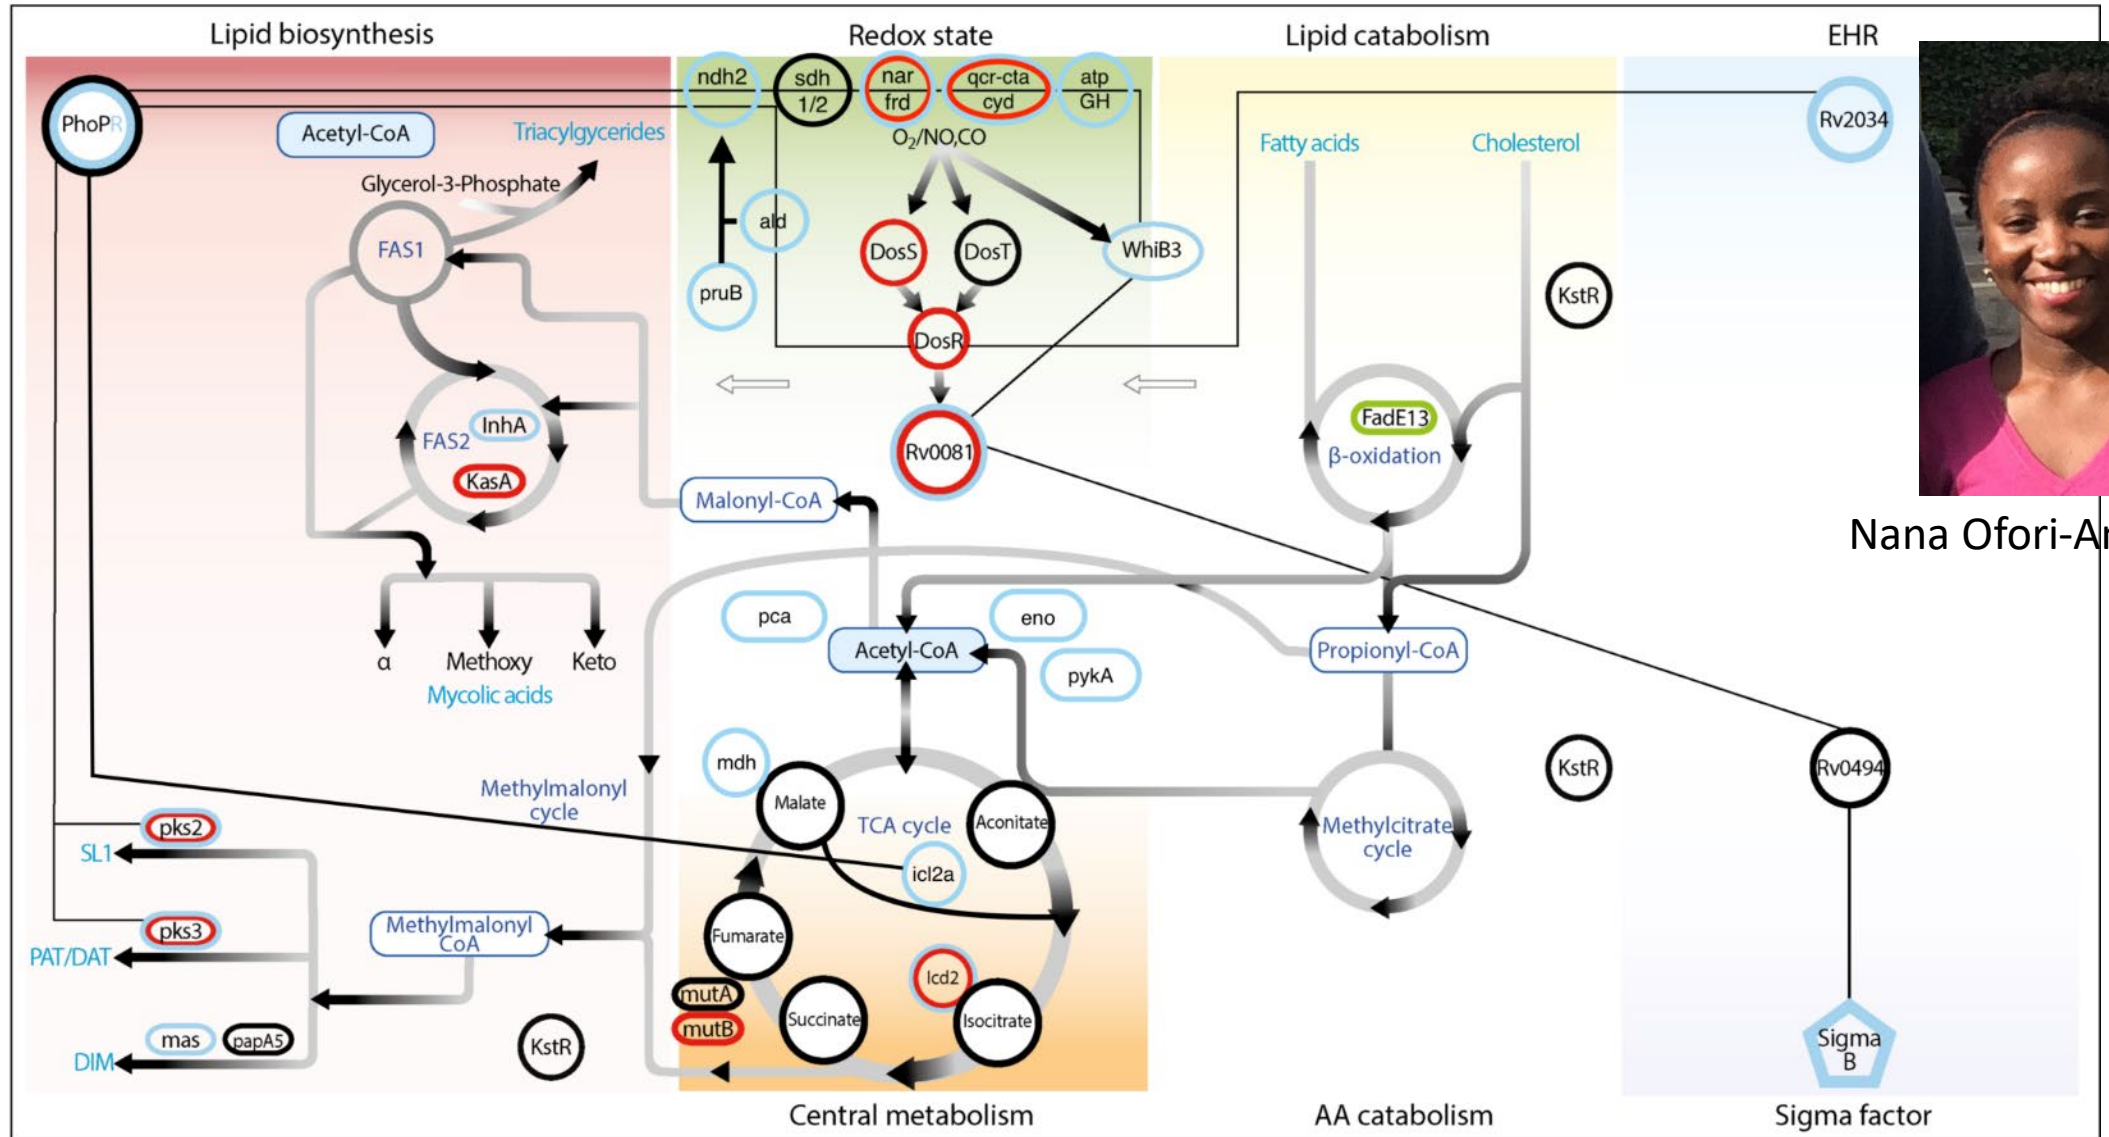 Lipid biosynthesis
Redox state
Lipid catabolism
EHR
PhoPR
Acetyl-CoA
Triacylgycerides
Glycerol-3-Phosphate
FAS1
FAS2
InhA
KasA
α
Methoxy
Keto
Mycolic acids
ndh2
sdh
1/2
nar
frd
qcr-cta
cyd
atp
GH
O₂/NO,CO
ald
pruB
DosS
DosT
WhiB3
DosR
Rv0081
Fatty acids
Cholesterol
KstR
FadE13
β-oxidation
Rv2034
Nana Ofori-
Malonyl-CoA
pca
Acetyl-CoA
eno
pykA
Propionyl-CoA
mdh
Malate
Aconitate
TCA cycle
icl2a
Fumarate
Icd2
Succinate
Isocitrate
mutA
mutB
Methylmalonyl
cycle
Methylcitrate
cycle
KstR
Rv0494
pks2
SL1
pks3
PAT/DAT
Methylmalonyl
CoA
mas
papA5
DIM
KstR
Sigma
B
Central metabolism
AA catabolism
Sigma factor